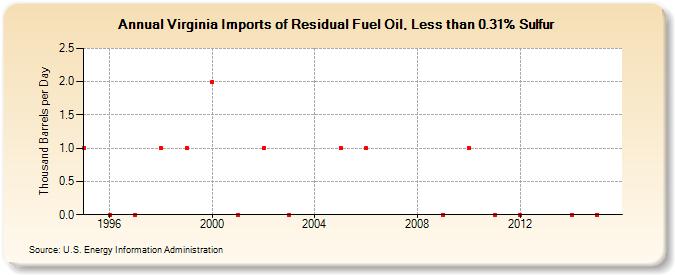 Annual Virginia Imports of Residual Fuel Oil, Less than 0.31% Sulfur
Thousand Barrels per Day
2.5
2.0
1.5
1.0
0.5
0.0
1996 2000 2004 2008 2012
Source: U.S. Energy Information Administration